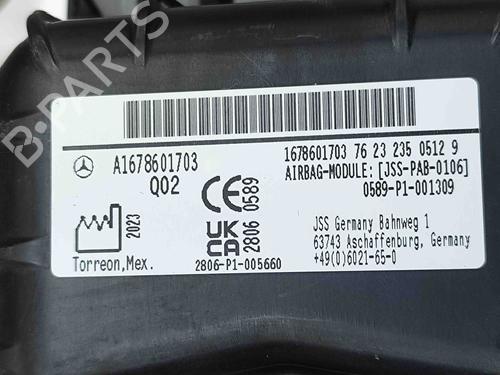 B-PARTS
A1678601703
Q02
2023
Torreon,Mex.
CE 0589
UK CA 2806
2806-P1-005660
1678601703 76 23 235 0512 9
AIRBAG-MODULE: [JSS-PAB-0106]
0589-P1-001309
JSS Germany Bahnweg 1
63743 Aschaffenburg, Germany
+49(0)6021-65-0